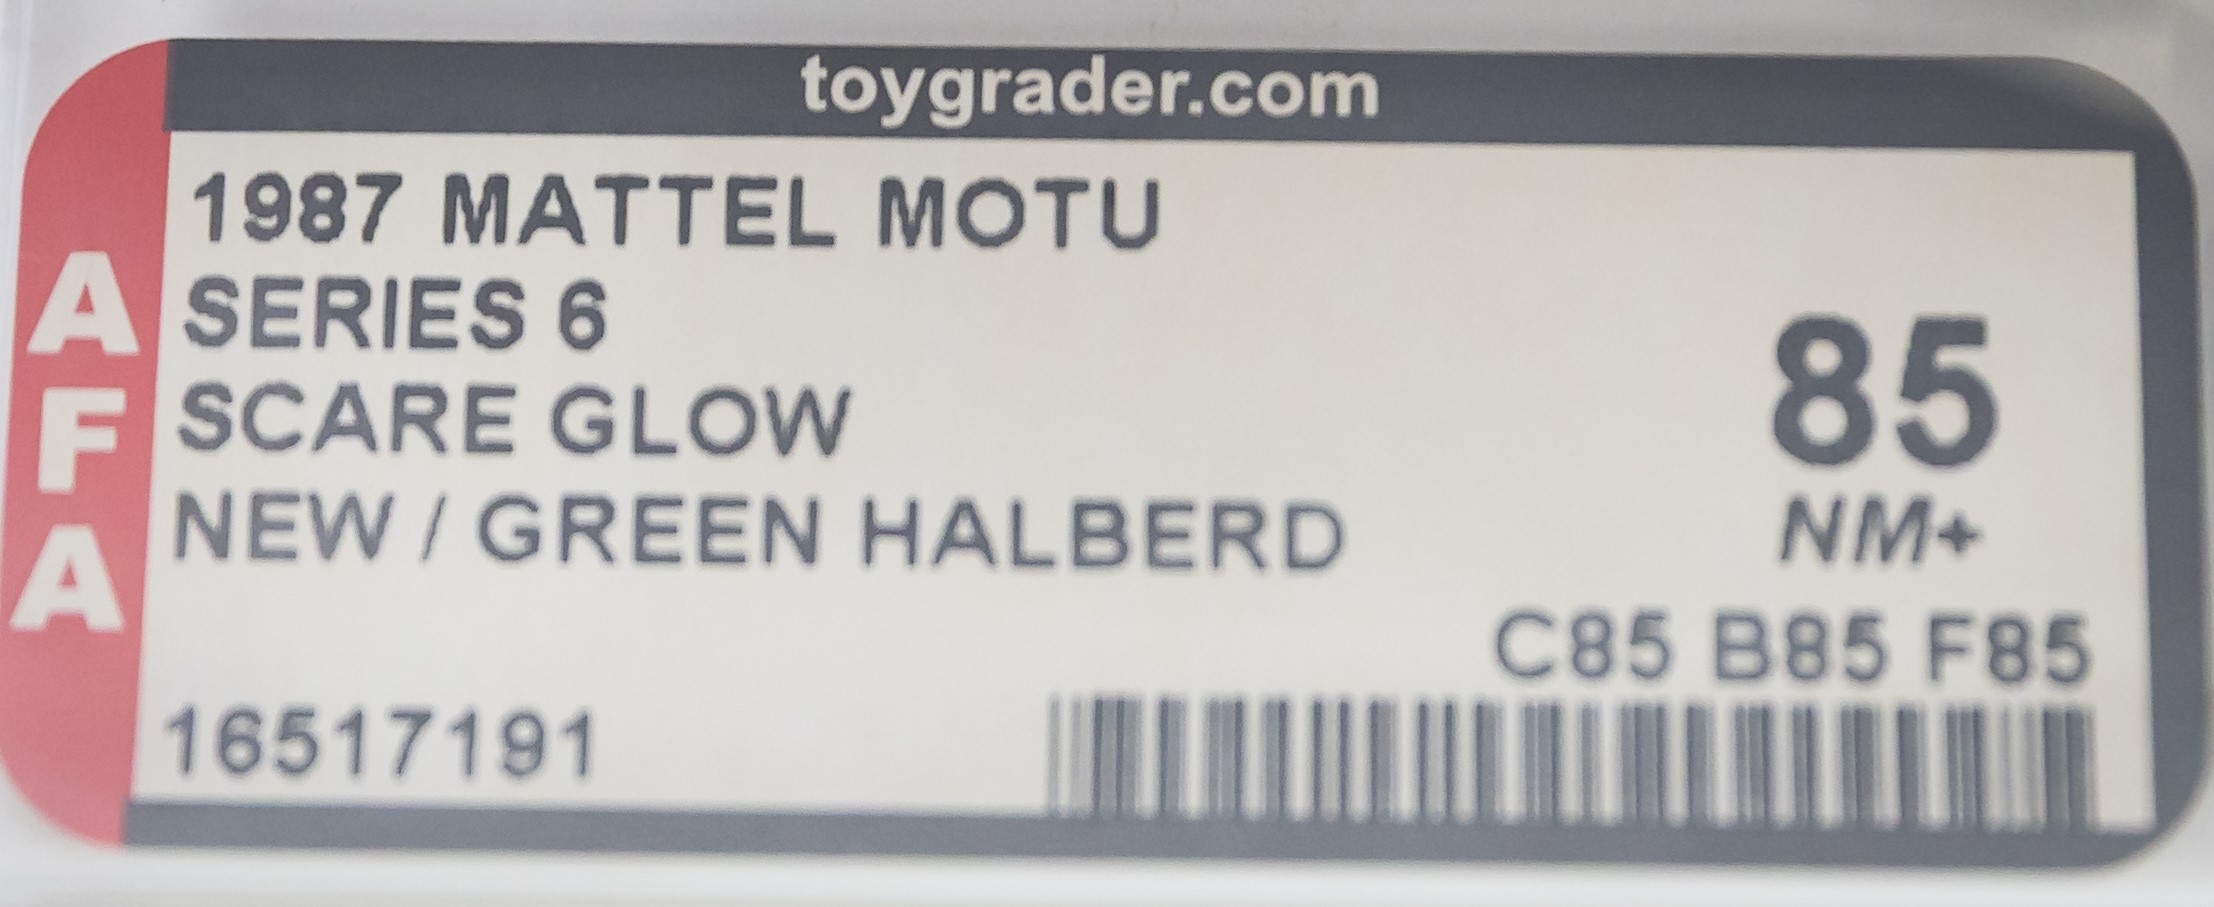 toygrader.com
AFA
1987 MATTEL MOTU
SERIES 6
SCARE GLOW
NEW / GREEN HALBERD
85
NM+
C85 B85 F85
16517191